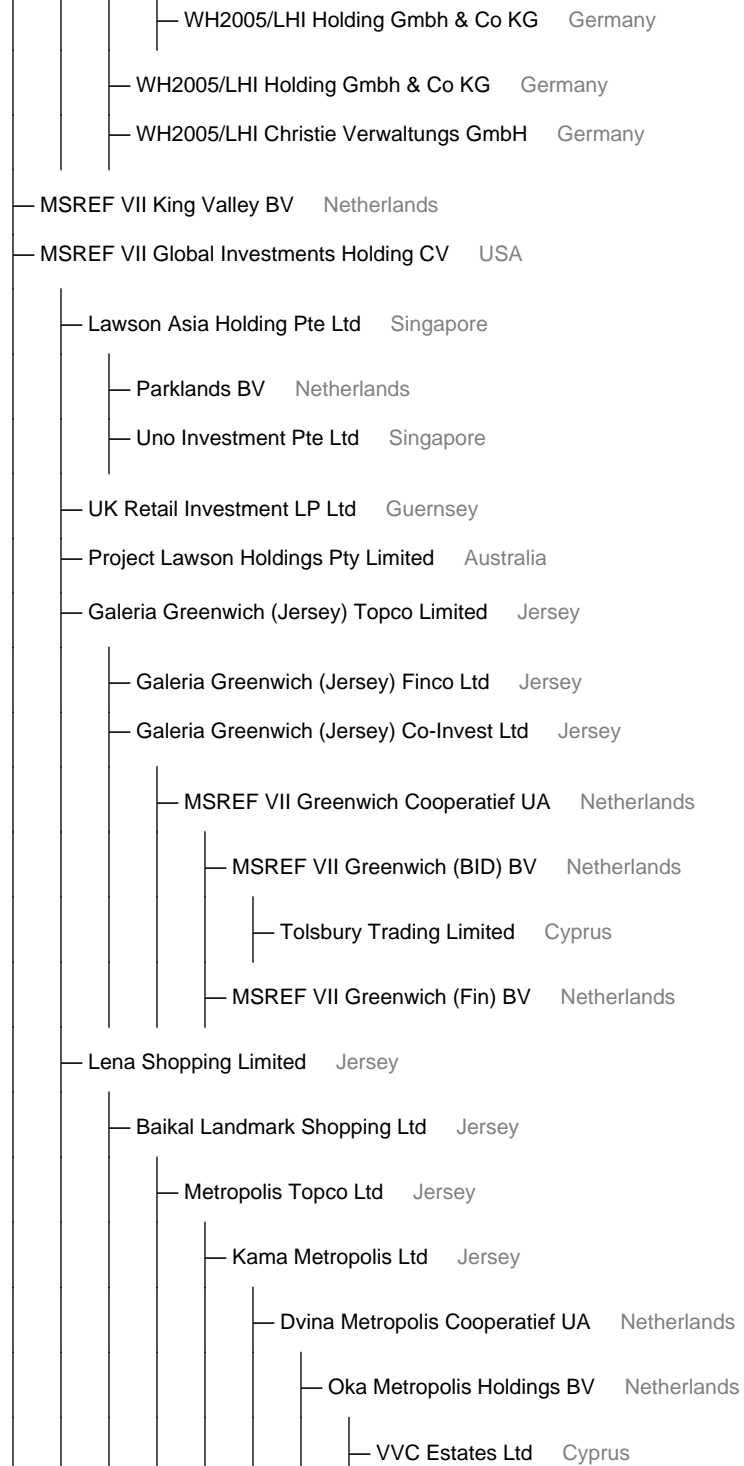 WH2005/LHI Holding Gmbh & Co KG Germany
WH2005/LHI Holding Gmbh & Co KG Germany
WH2005/LHI Christie Verwaltungs GmbH Germany
MSREF VII King Valley BV Netherlands
MSREF VII Global Investments Holding CV USA
Lawson Asia Holding Pte Ltd Singapore
Parklands BV Netherlands
Uno Investment Pte Ltd Singapore
UK Retail Investment LP Ltd Guernsey
Project Lawson Holdings Pty Limited Australia
Galeria Greenwich (Jersey) Topco Limited Jersey
Galeria Greenwich (Jersey) Finco Ltd Jersey
Galeria Greenwich (Jersey) Co-Invest Ltd Jersey
MSREF VII Greenwich Cooperatief UA Netherlands
MSREF VII Greenwich (BID) BV Netherlands
Tolsbury Trading Limited Cyprus
MSREF VII Greenwich (Fin) BV Netherlands
Lena Shopping Limited Jersey
Baikal Landmark Shopping Ltd Jersey
Metropolis Topco Ltd Jersey
Kama Metropolis Ltd Jersey
Dvina Metropolis Cooperatief UA Netherlands
Oka Metropolis Holdings BV Netherlands
VVC Estates Ltd Cyprus